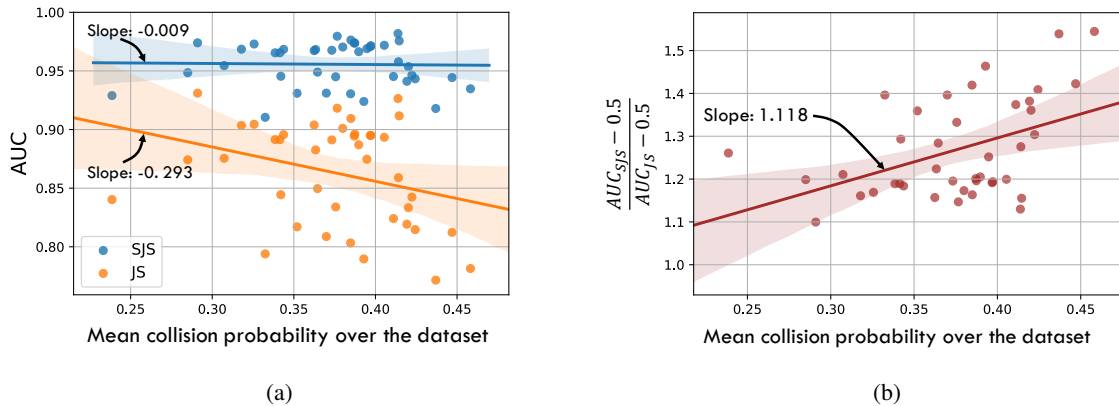 1.00
0.95
0.90
0.85
0.80
AUC
Slope: -0.009
Slope: -0.293
SJS
JS
0.25
0.30
0.35
0.40
0.45
Mean collision probability over the dataset
(a)
1.5
1.4
1.3
1.2
1.1
1.0
AUC_SJS − 0.5
AUC_JS − 0.5
Slope: 1.118
0.25
0.30
0.35
0.40
0.45
Mean collision probability over the dataset
(b)